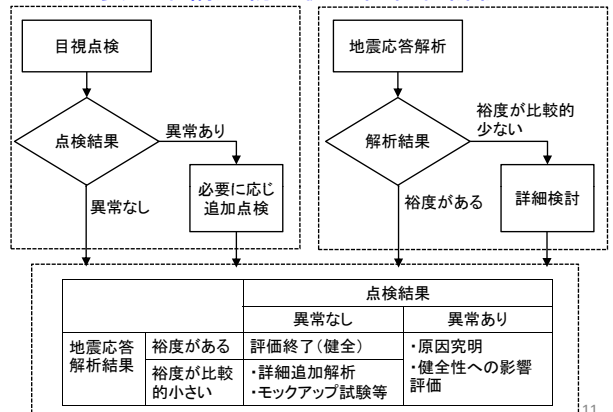 目視点検
点検結果
異常あり
異常なし
必要に応じ
追加点検
地震応答解析
解析結果
裕度が比較的
少ない
裕度がある
詳細検討
点検結果
異常なし
異常あり
地震応答
解析結果
裕度がある
評価終了（健全）
裕度が比較
的小さい
・詳細追加解析
・モックアップ試験等
・原因究明
・健全性への影響
評価
11